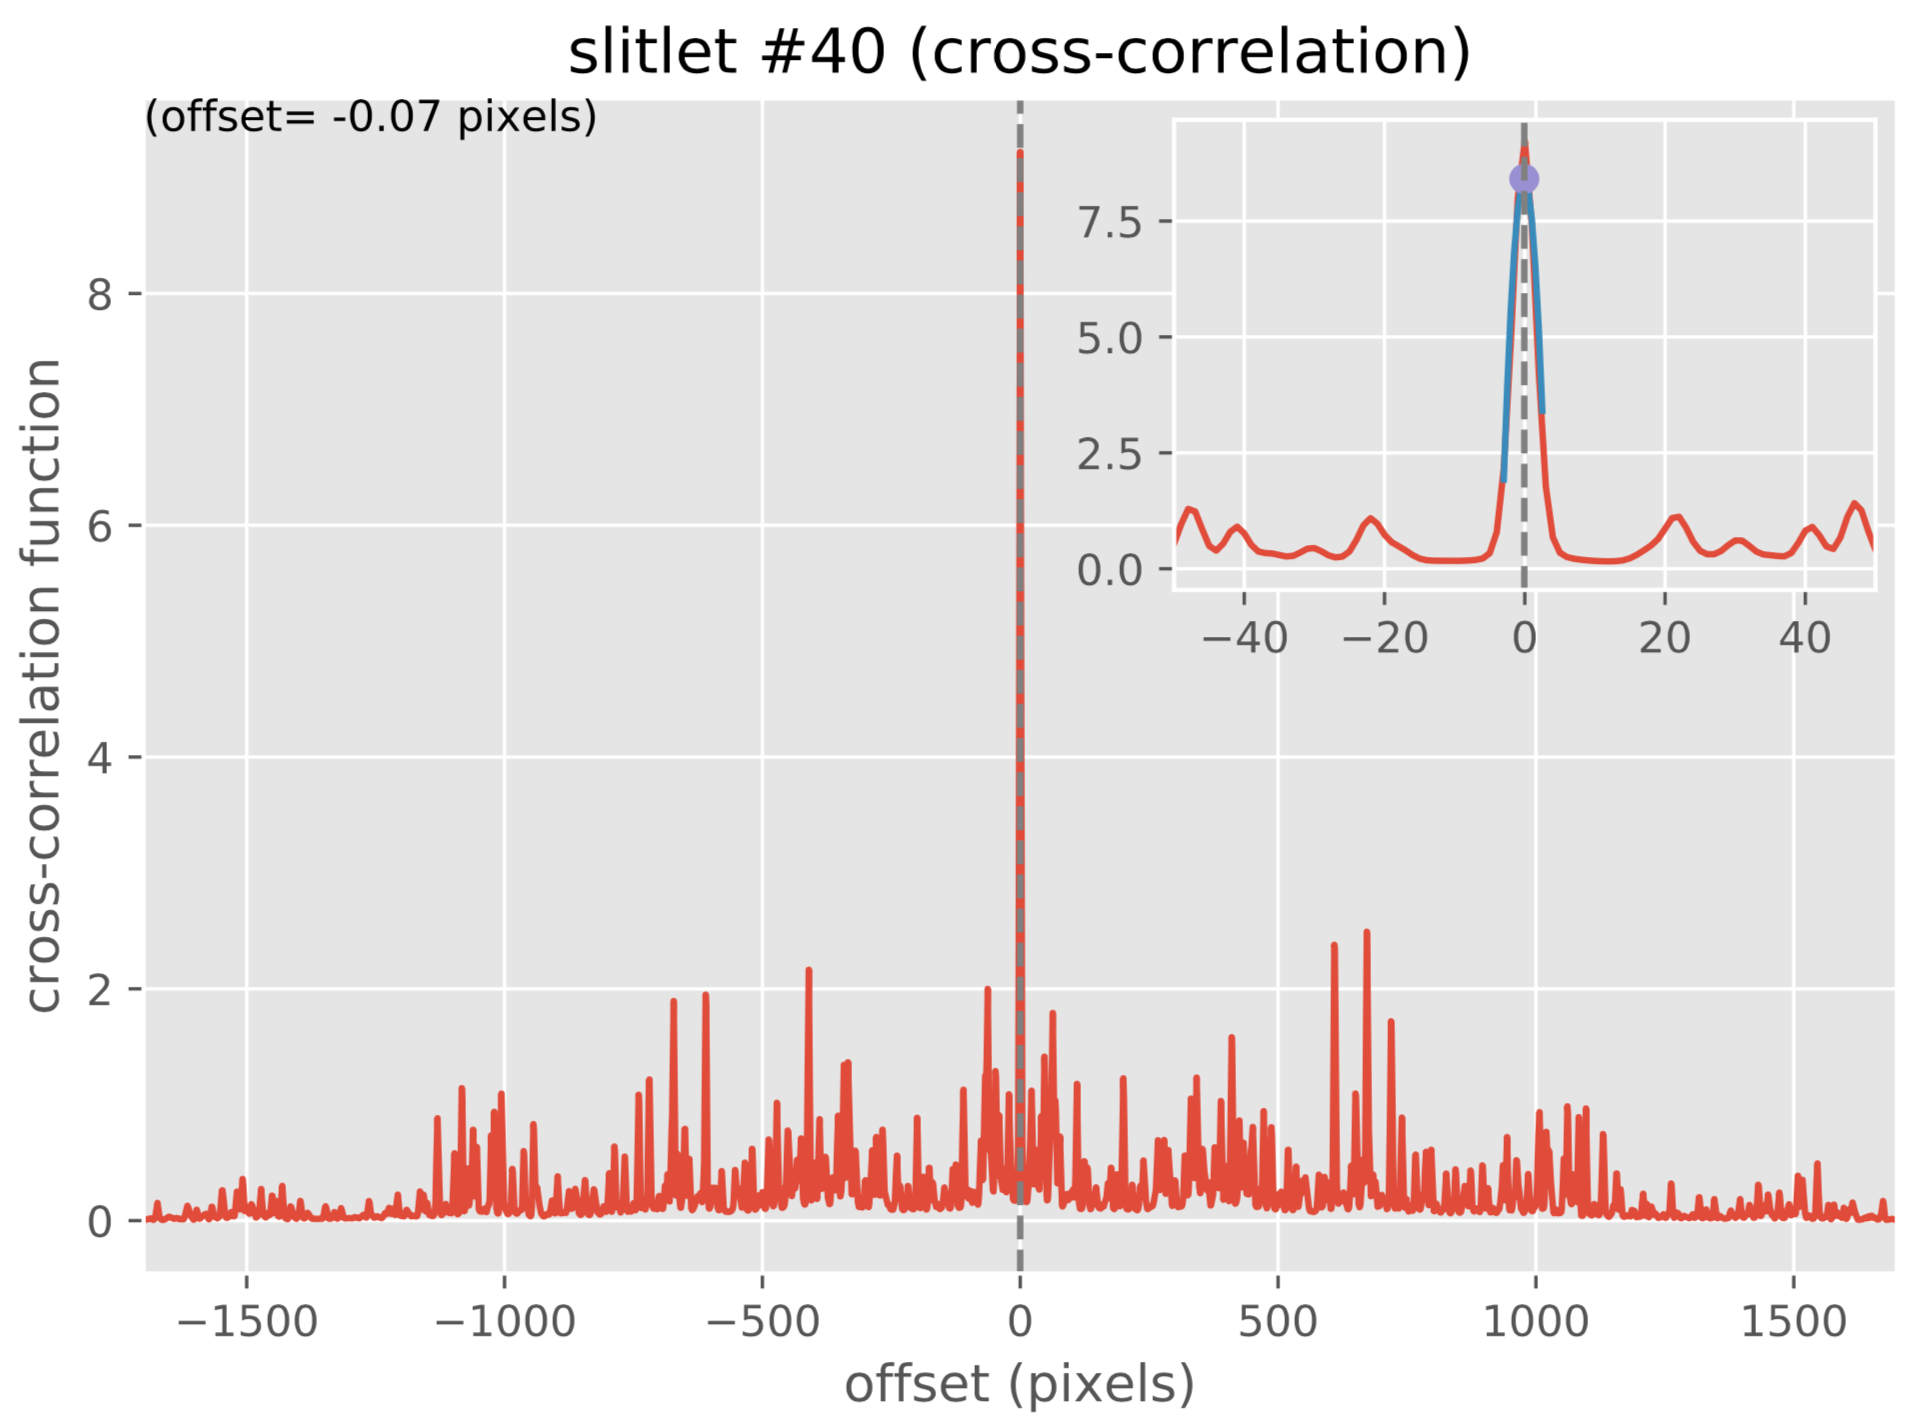 slitlet #40 (cross-correlation)
(offset= -0.07 pixels)
cross-correlation function
8
6
4
2
0
7.5
5.0
2.5
0.0
−40 −20 0 20 40
−1500 −1000 −500 0 500 1000 1500
offset (pixels)